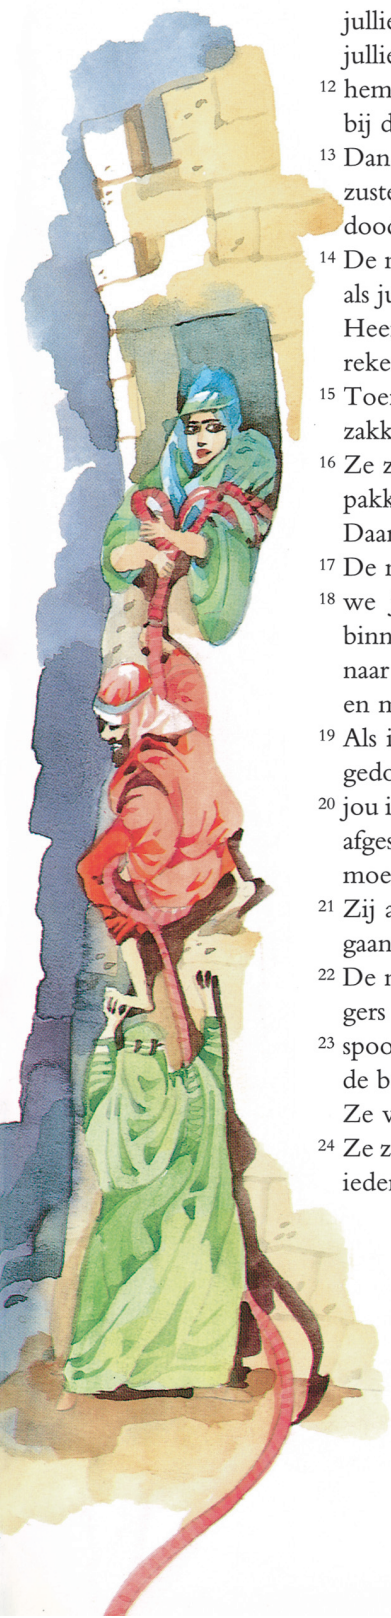 jullie
jullie
12 hem
bij d
13 Dan
zuste
dood
14 De r
als ju
Heer
reke
15 Toen
zakk
16 Ze z
pakk
Daar
17 De r
18 we j
binn
naar
en m
19 Als i
gedo
20 jou i
afges
moe
21 Zij a
gaan
22 De r
gers
23 spoo
de b
Ze v
24 Ze z
ieder